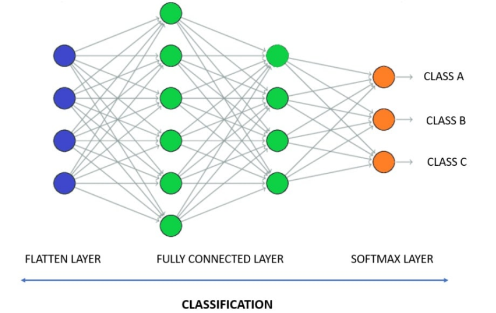 CLASS A
CLASS B
CLASS C
FLATTEN LAYER
FULLY CONNECTED LAYER
SOFTMAX LAYER
CLASSIFICATION